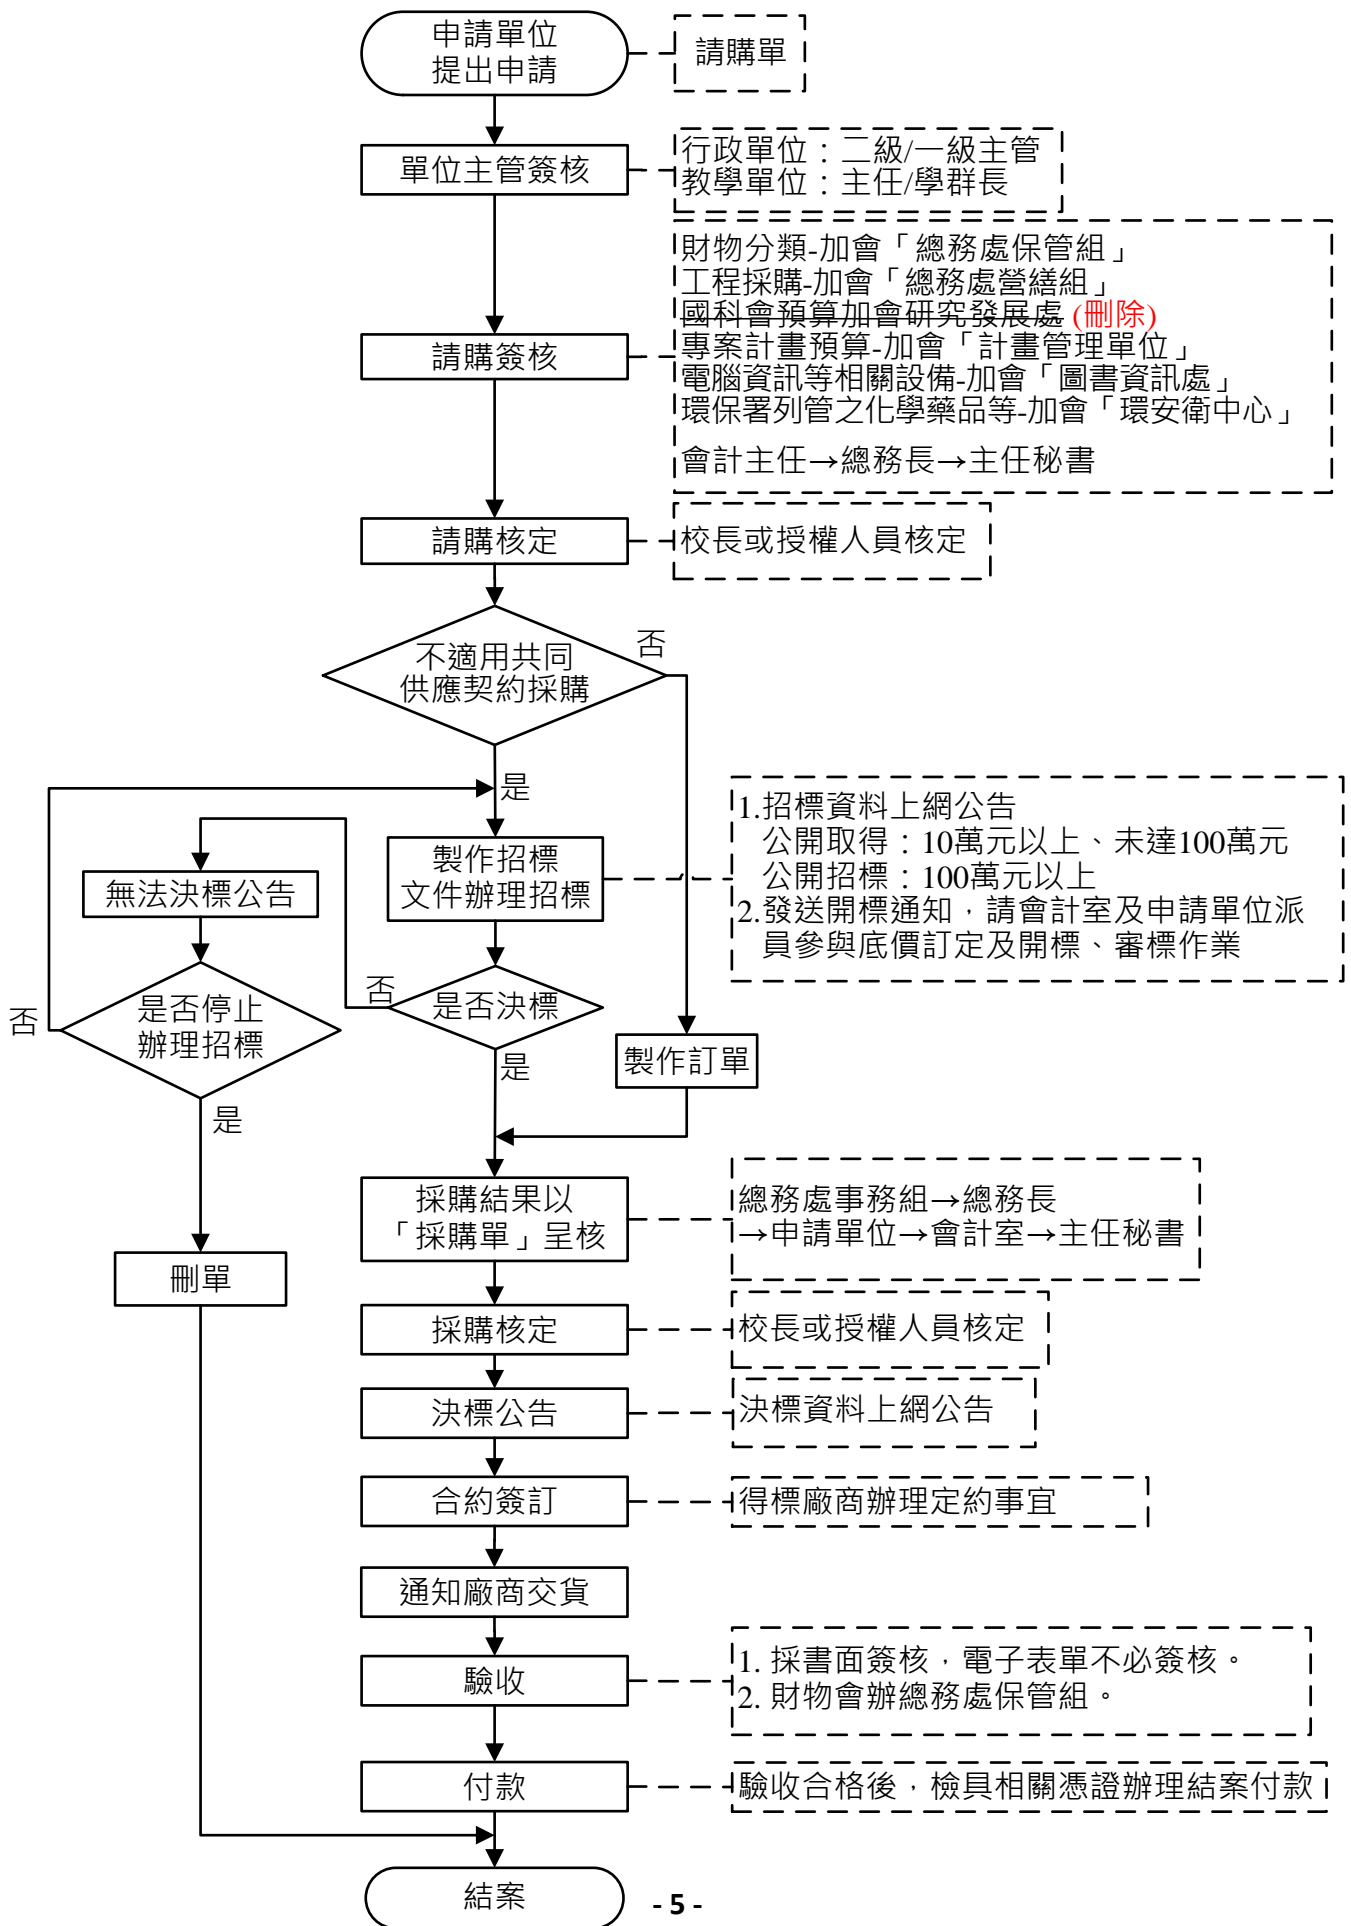 申請單位
提出申請
請購單
單位主管簽核
行政單位：二級/一級主管
教學單位：主任/學群長
財物分類-加會「總務處保管組」
工程採購-加會「總務處營繕組」
國科會預算加會研究發展處 (刪除)
專案計畫預算-加會「計畫管理單位」
電腦資訊等相關設備-加會「圖書資訊處」
環保署列管之化學藥品等-加會「環安衛中心」
會計主任→總務長→主任秘書
請購簽核
請購核定
校長或授權人員核定
不適用共同
供應契約採購
否
是
製作招標
文件辦理招標
1.招標資料上網公告
公開取得：10萬元以上、未達100萬元
公開招標：100萬元以上
2.發送開標通知，請會計室及申請單位派
員參與底價訂定及開標、審標作業
無法決標公告
是否停止
辦理招標
否
是
是否決標
否
是
製作訂單
採購結果以
「採購單」呈核
總務處事務組→總務長
→申請單位→會計室→主任秘書
刪單
採購核定
校長或授權人員核定
決標公告
決標資料上網公告
合約簽訂
得標廠商辦理定約事宜
通知廠商交貨
驗收
1. 採書面簽核，電子表單不必簽核。
2. 財物會辦總務處保管組。
付款
驗收合格後，檢具相關憑證辦理結案付款
結案
- 5 -